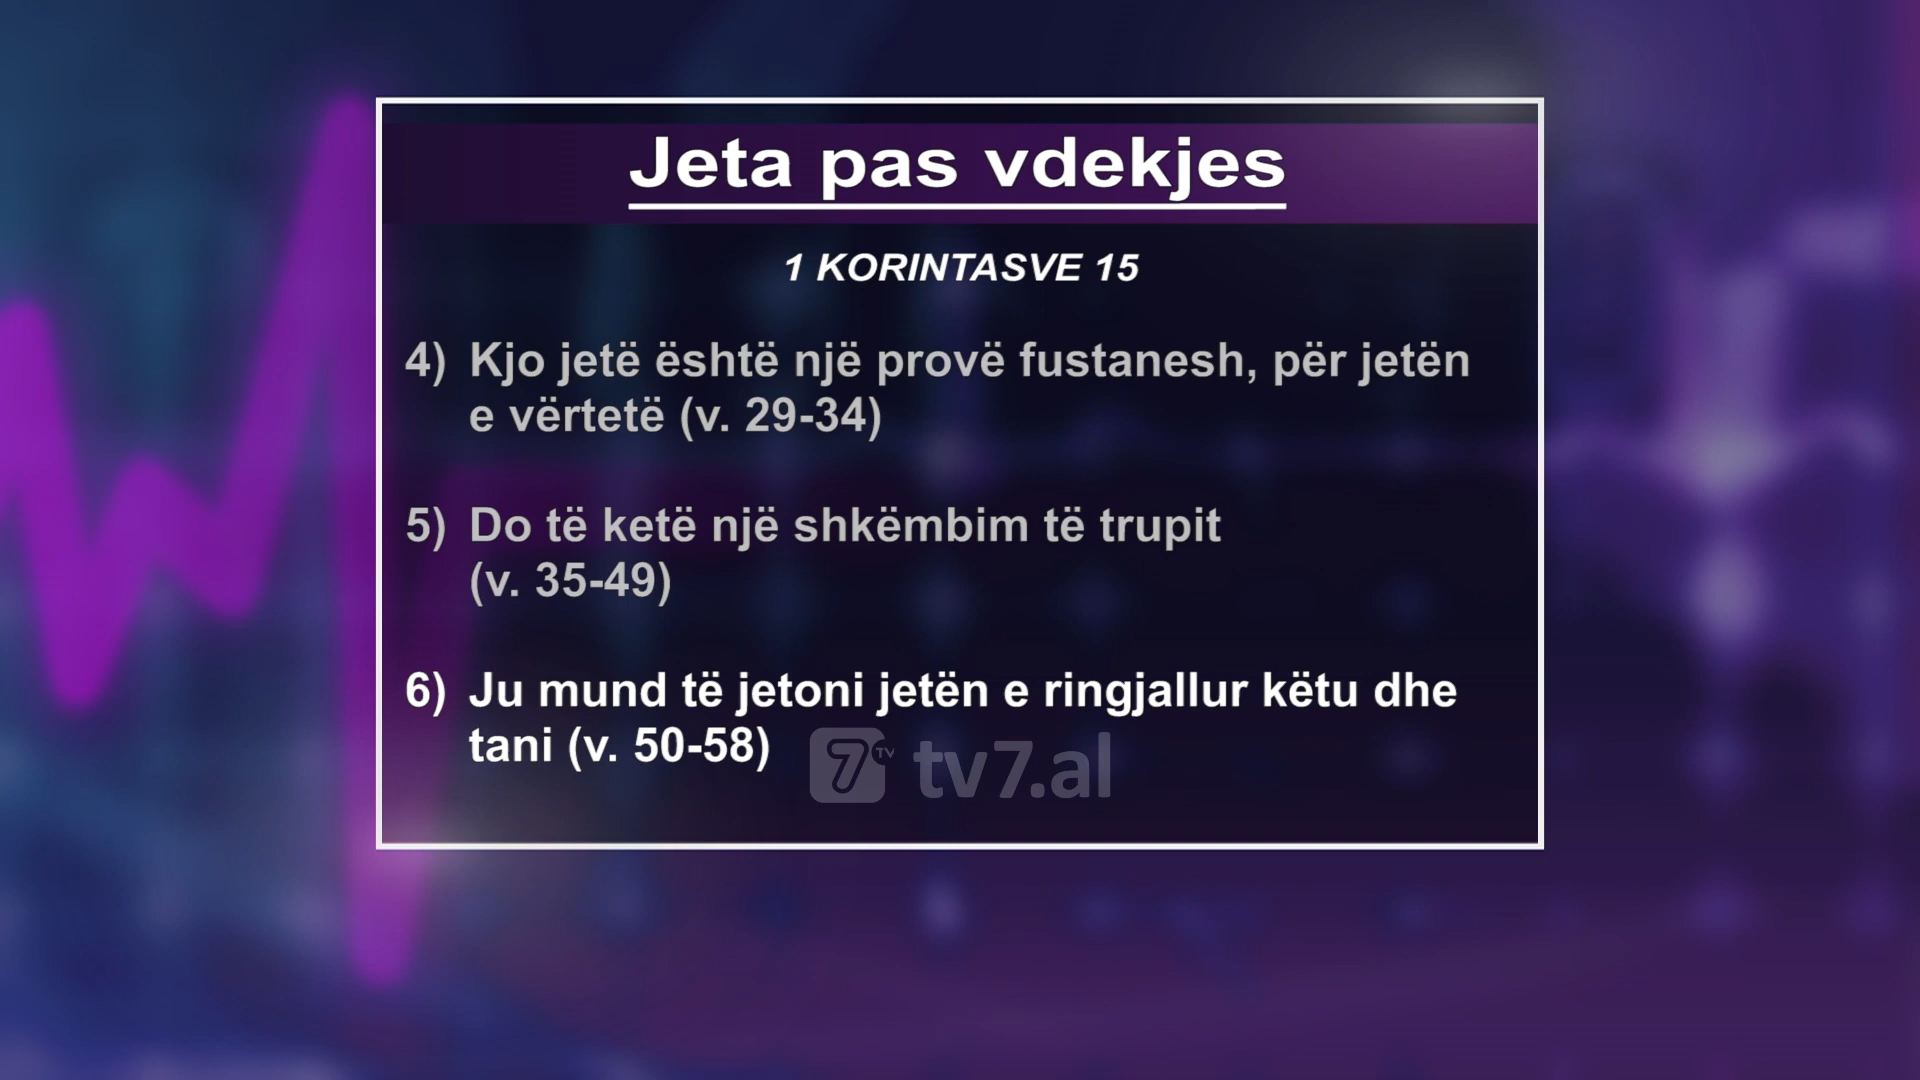 Jeta pas vdekjes
1 KORINTASVE 15
4) Kjo jetë është një provë fustanesh, për jetën
e vërtetë (v. 29-34)
5) Do të ketë një shkëmbim të trupit
(v. 35-49)
6) Ju mund të jetoni jetën e ringjallur këtu dhe
tani (v. 50-58)
7 TV tv7.al